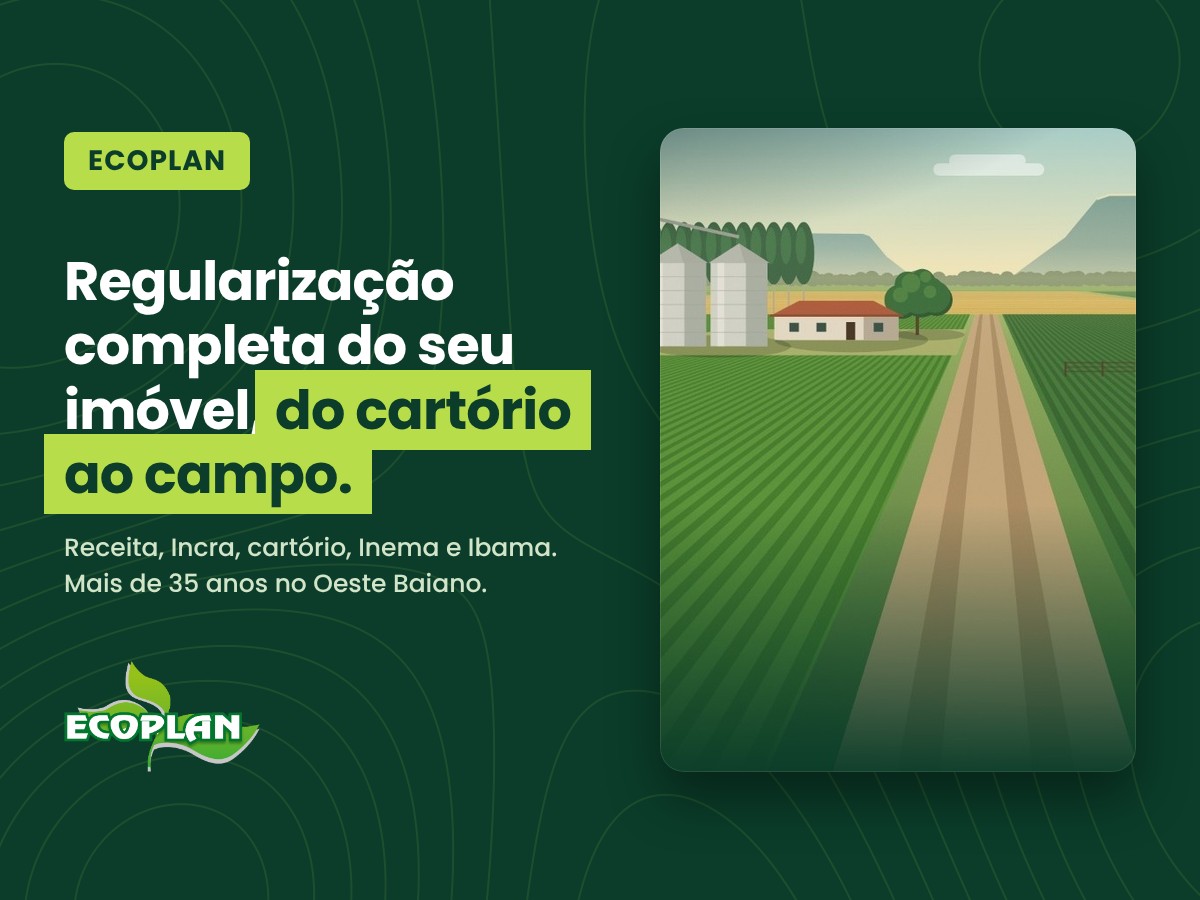 ECOPLAN
Regularização
completa do seu
imóvel, do cartório
ao campo.
Receita, Incra, cartório, Inema e Ibama.
Mais de 35 anos no Oeste Baiano.
ECOPLAN